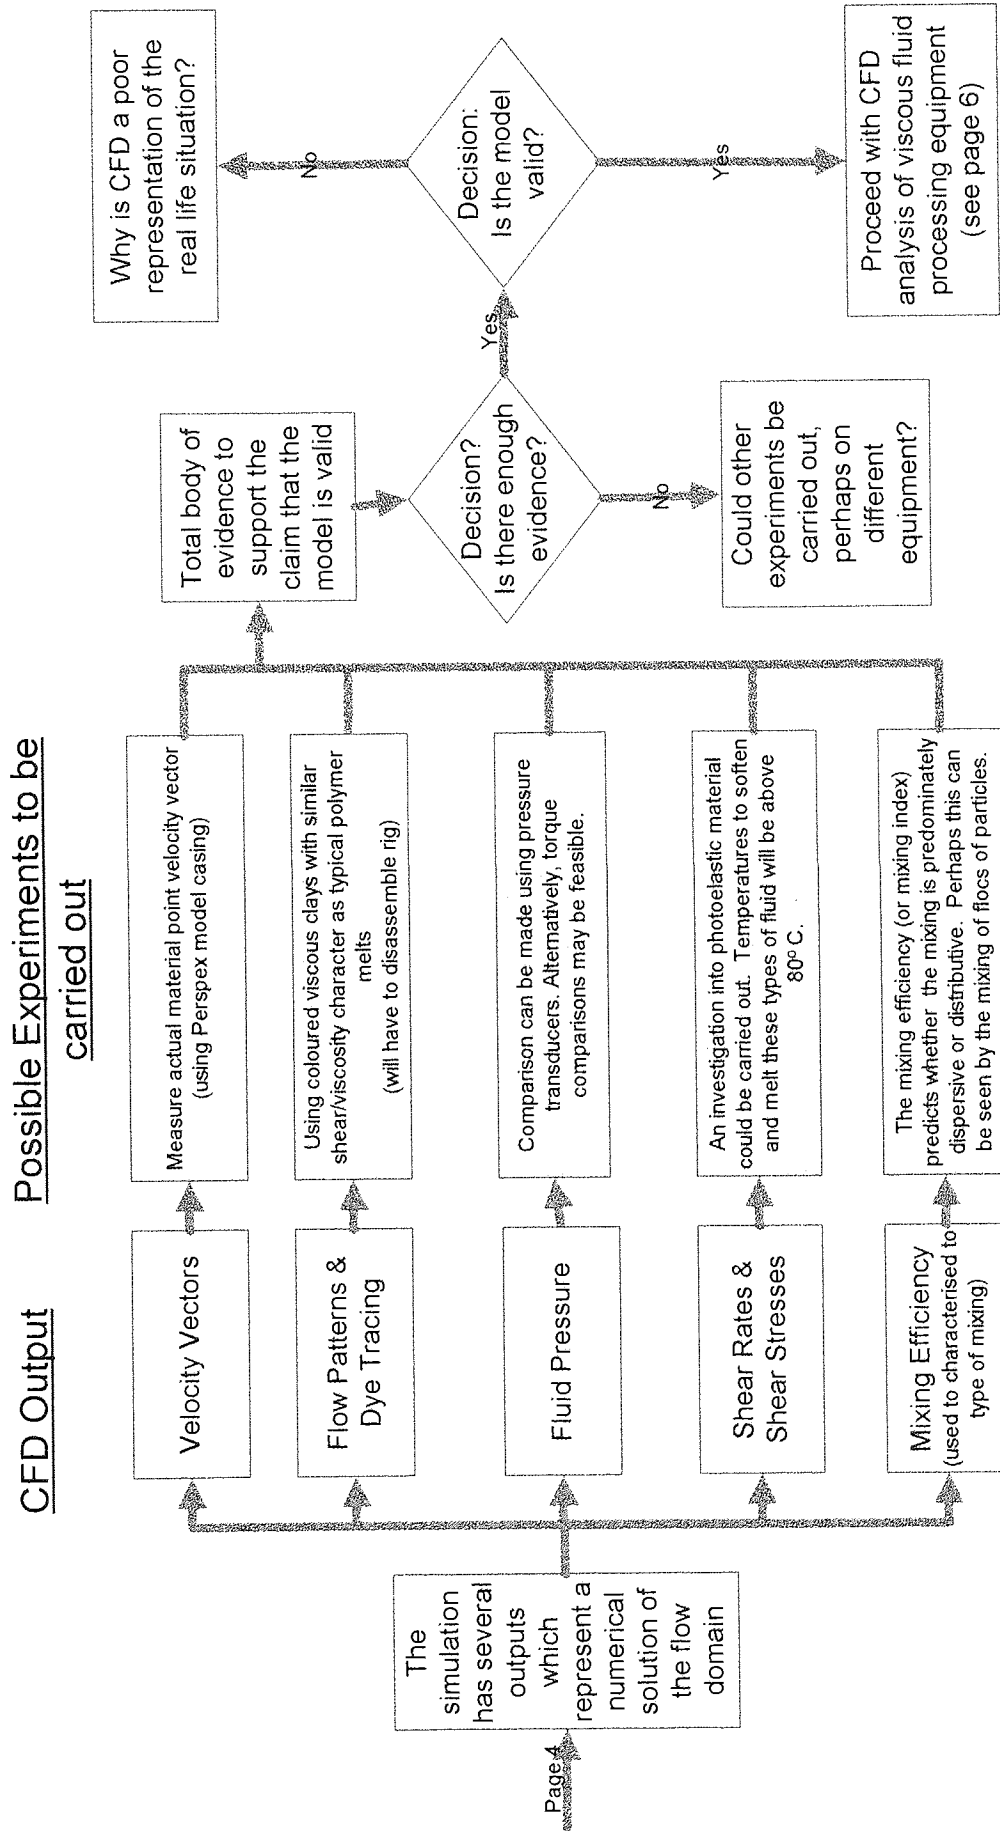 CFD Output
Possible Experiments to be
carried out
Page 4
The
simulation
has several
outputs
which
represent a
numerical
solution of
the flow
domain
Velocity Vectors
Measure actual material point velocity vector
(using Perspex model casing)
Flow Patterns &
Dye Tracing
Using coloured viscous clays with similar
shear/viscosity character as typical polymer
melts
(will have to disassemble rig)
Fluid Pressure
Comparison can be made using pressure
transducers. Alternatively, torque
comparisons may be feasible.
Shear Rates &
Shear Stresses
An investigation into photoelastic material
could be carried out. Temperatures to soften
and melt these types of fluid will be above
80º C.
Mixing Efficiency
(used to characterised to
type of mixing)
The mixing efficiency (or mixing index)
predicts whether the mixing is predominately
dispersive or distributive. Perhaps this can
be seen by the mixing of flocs of particles.
Total body of
evidence to
support the
claim that the
model is valid
Decision?
Is there enough
evidence?
No
Could other
experiments be
carried out,
perhaps on
different
equipment?
Yes
Decision:
Is the model
valid?
No
Why is CFD a poor
representation of the
real life situation?
Yes
Proceed with CFD
analysis of viscous fluid
processing equipment
(see page 6)